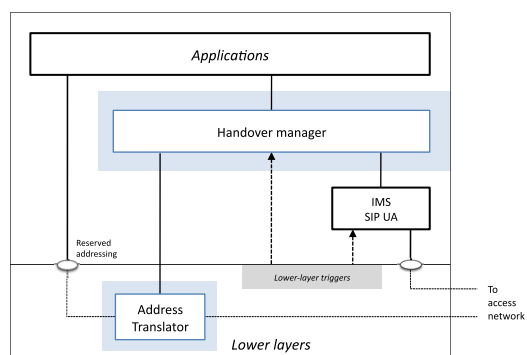 Applications
Handover manager
IMS
SIP UA
Reserved
addressing
Lower-layer triggers
To
access
network
Address
Translator
Lower layers